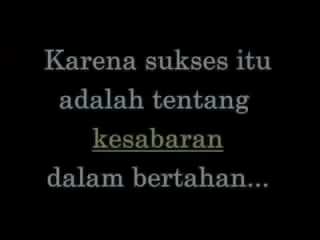 Karena sukses itu
adalah tentang
kesabaran
dalam bertahan...